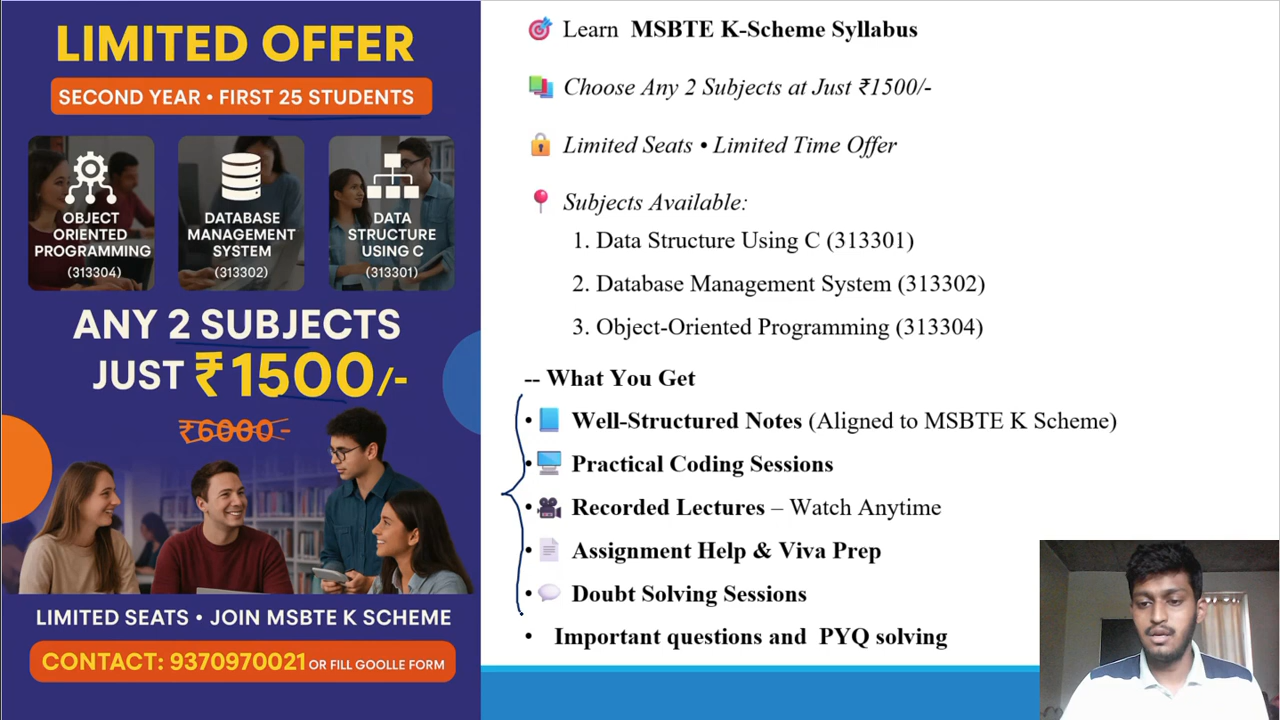 LIMITED OFFER
SECOND YEAR • FIRST 25 STUDENTS
OBJECT
ORIENTED
PROGRAMMING
(313304)
DATABASE
MANAGEMENT
SYSTEM
(313302)
DATA
STRUCTURE
USING C
(313301)
ANY 2 SUBJECTS
JUST ₹1500/-
₹6000 -
LIMITED SEATS • JOIN MSBTE K SCHEME
CONTACT: 9370970021 OR FILL GOOLLE FORM
🎯 Learn MSBTE K-Scheme Syllabus
📚 Choose Any 2 Subjects at Just ₹1500/-
🔒 Limited Seats • Limited Time Offer
📍 Subjects Available:
1. Data Structure Using C (313301)
2. Database Management System (313302)
3. Object-Oriented Programming (313304)
-- What You Get
• 📘 Well-Structured Notes (Aligned to MSBTE K Scheme)
• 🖥️ Practical Coding Sessions
• 🎥 Recorded Lectures – Watch Anytime
• 📄 Assignment Help & Viva Prep
• 💬 Doubt Solving Sessions
• Important questions and PYQ solving